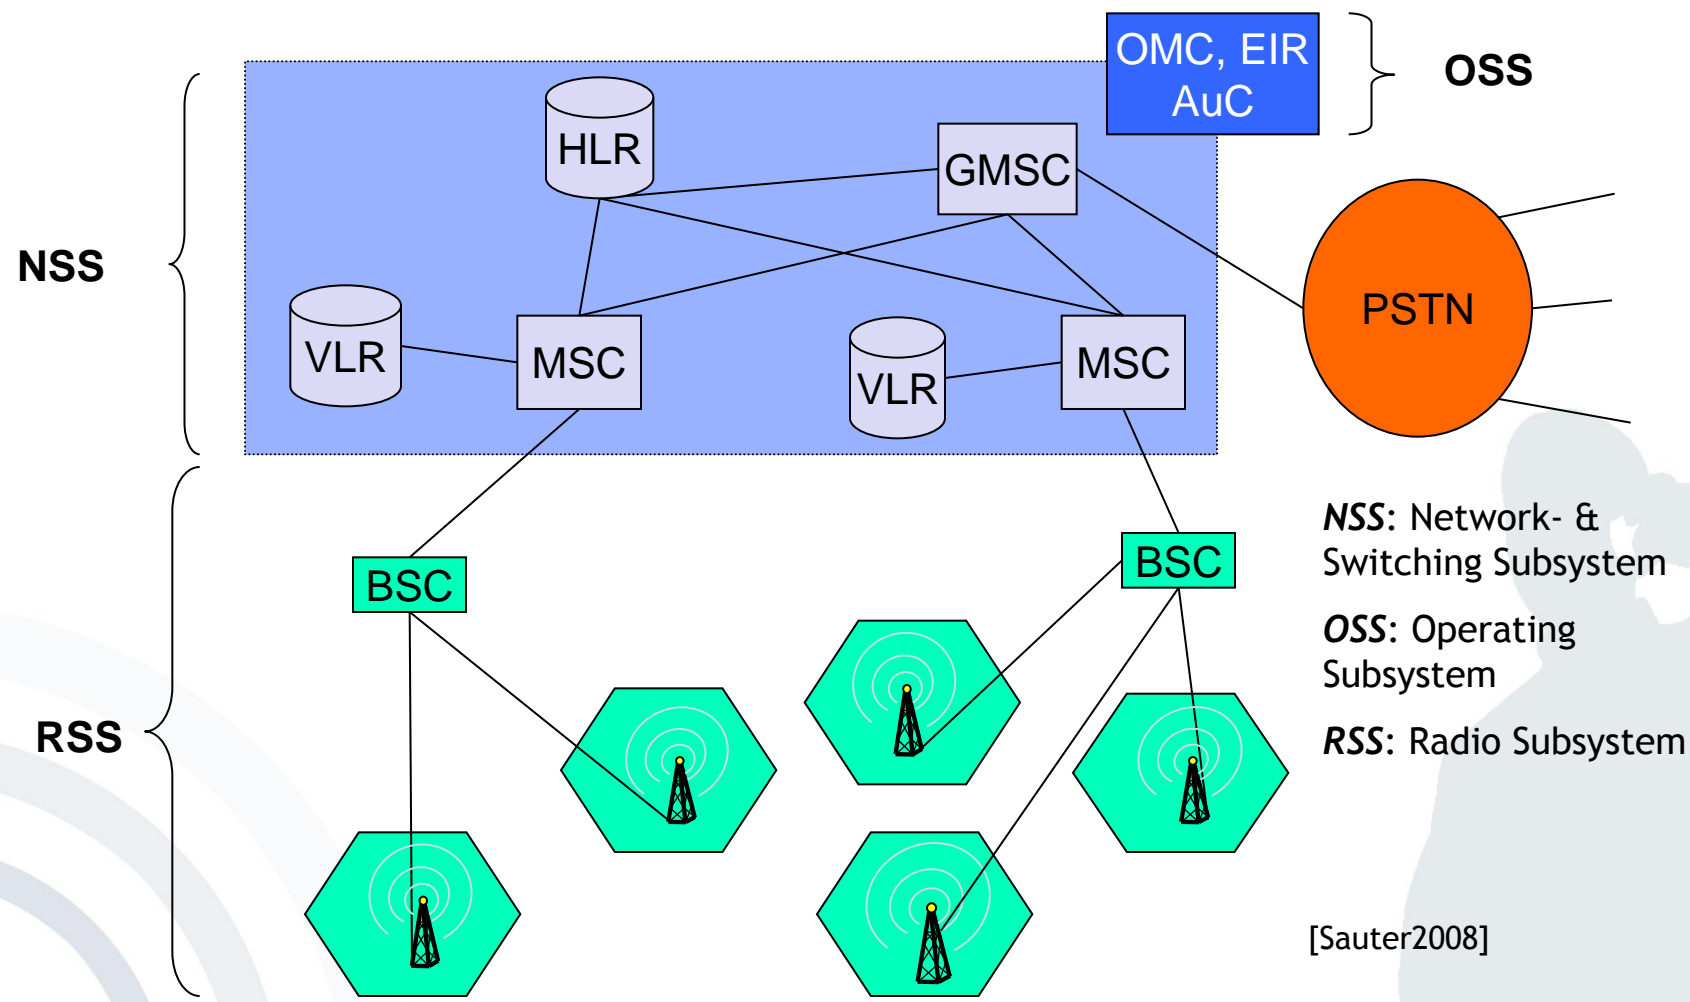 OMC, EIR
AuC
OSS
HLR
GMSC
NSS
PSTN
VLR
MSC
VLR
MSC
NSS: Network- &
Switching Subsystem
BSC
BSC
OSS: Operating
Subsystem
RSS
RSS: Radio Subsystem
[Sauter2008]